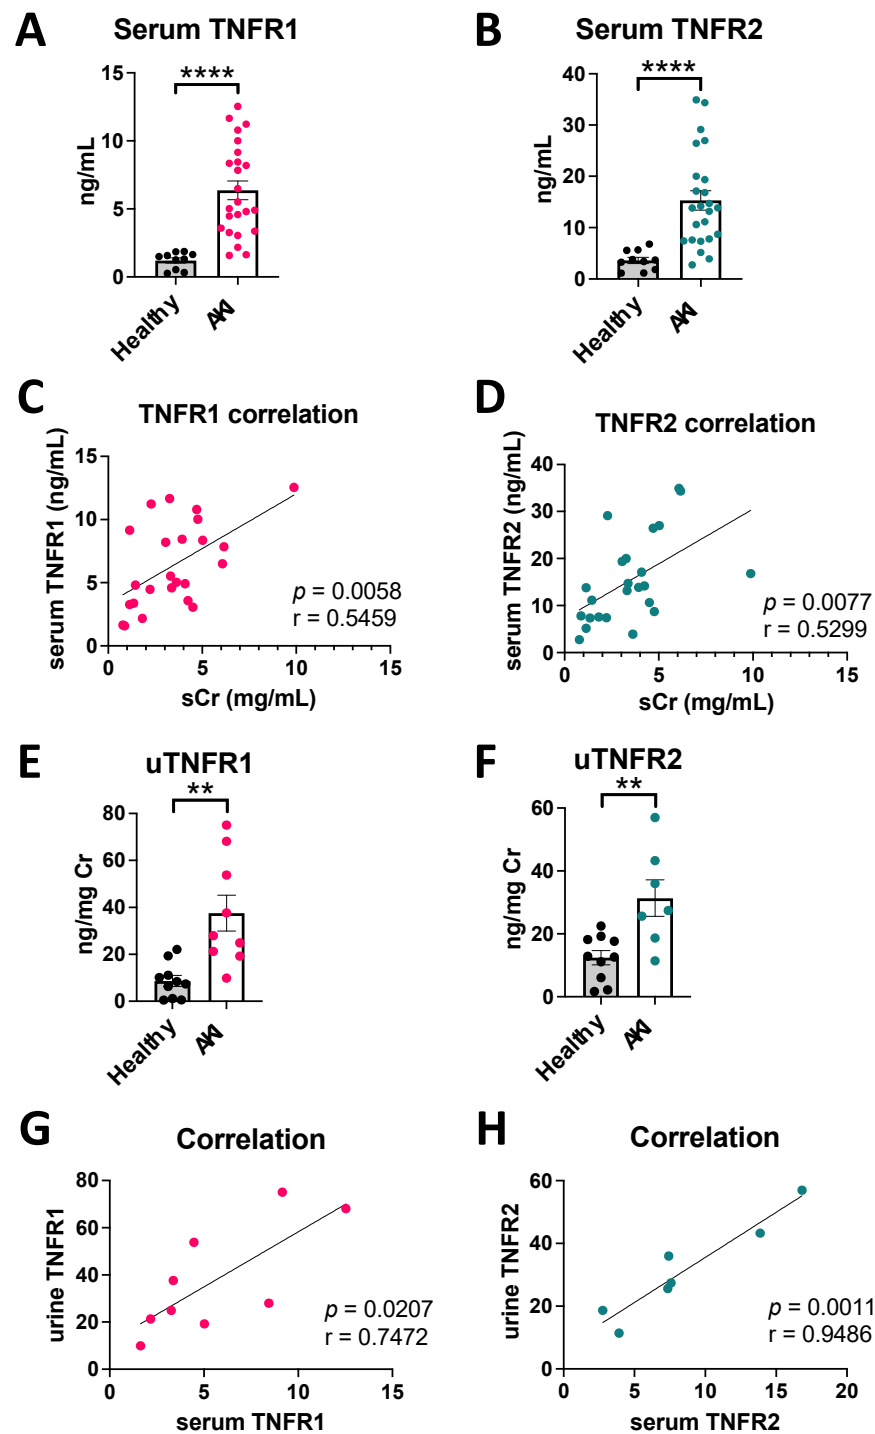 A
Serum TNFR1
****
15
10
5
0
ng/mL
Healthy
AKI
B
Serum TNFR2
****
40
30
20
10
0
ng/mL
Healthy
AKI
C
TNFR1 correlation
15
10
5
0
serum TNFR1 (ng/mL)
p = 0.0058
r = 0.5459
0 5 10 15
sCr (mg/mL)
D
TNFR2 correlation
40
30
20
10
0
serum TNFR2 (ng/mL)
p = 0.0077
r = 0.5299
0 5 10 15
sCr (mg/mL)
E
uTNFR1
**
80
60
40
20
0
ng/mg Cr
Healthy
AKI
F
uTNFR2
**
60
40
20
0
ng/mg Cr
Healthy
AKI
G
Correlation
80
60
40
20
0
urine TNFR1
p = 0.0207
r = 0.7472
0 5 10 15
serum TNFR1
H
Correlation
60
40
20
0
urine TNFR2
p = 0.0011
r = 0.9486
0 5 10 15 20
serum TNFR2